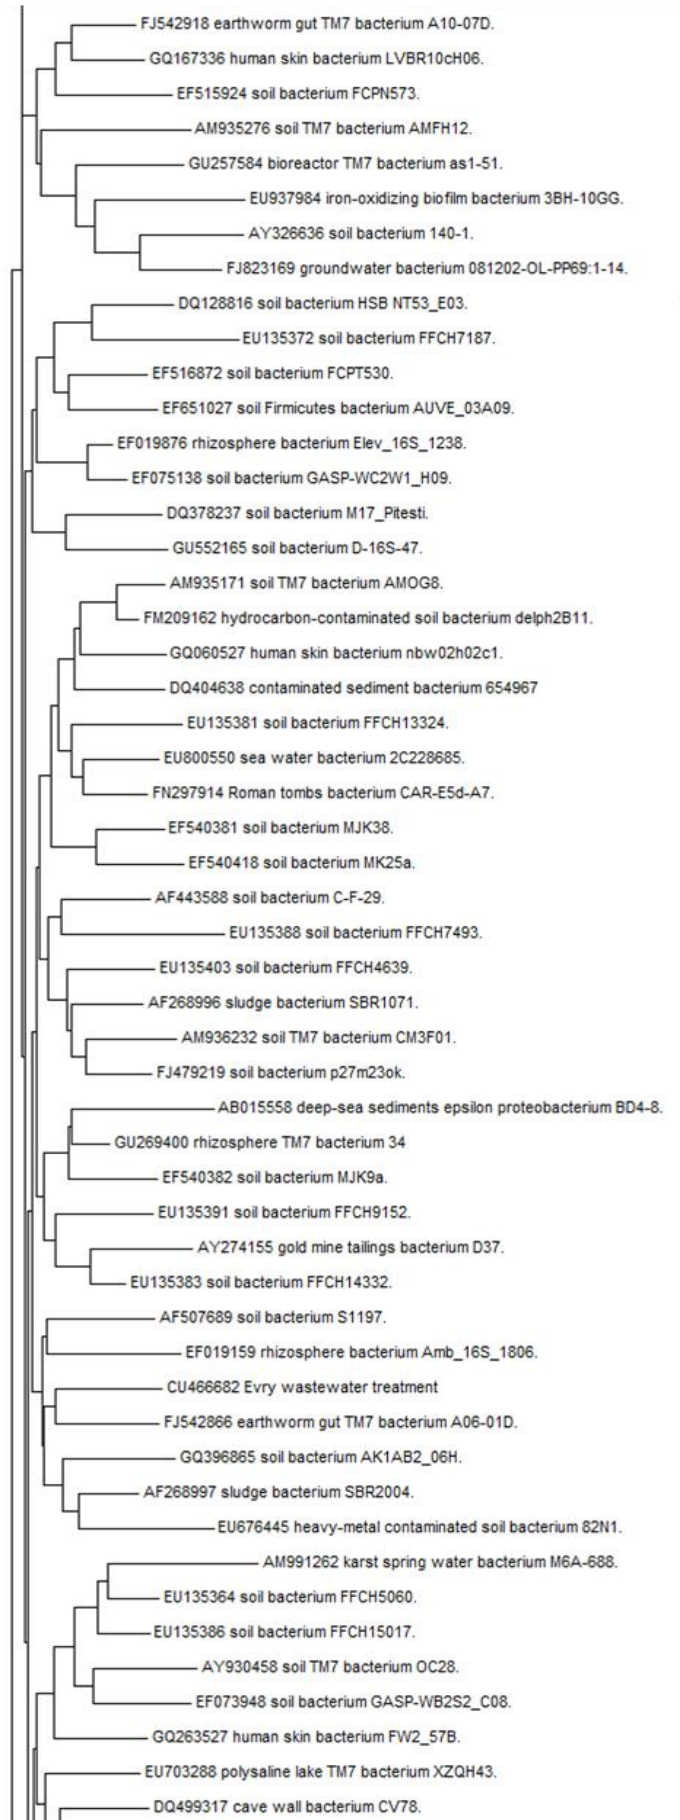 FJ542918 earthworm gut TM7 bacterium A10-07D.
GQ167336 human skin bacterium LVBR10cH06.
EF515924 soil bacterium FCPN573.
AM935276 soil TM7 bacterium AMFH12.
GU257584 bioreactor TM7 bacterium as1-51.
EU937984 iron-oxidizing biofilm bacterium 3BH-10GG.
AY326636 soil bacterium 140-1.
FJ823169 groundwater bacterium 081202-OL-PP69:1-14.
DQ128816 soil bacterium HSB NT53_E03.
EU135372 soil bacterium FFCH7187.
EF516872 soil bacterium FCPT530.
EF651027 soil Firmicutes bacterium AUVE_03A09.
EF019876 rhizosphere bacterium Elev_16S_1238.
EF075138 soil bacterium GASP-WC2W1_H09.
DQ378237 soil bacterium M17_Pitesti.
GU552165 soil bacterium D-16S-47.
AM935171 soil TM7 bacterium AMOG8.
FM209162 hydrocarbon-contaminated soil bacterium delph2B11.
GQ060527 human skin bacterium nbw02h02c1.
DQ404638 contaminated sediment bacterium 654967
EU135381 soil bacterium FFCH13324.
EU800550 sea water bacterium 2C228685.
FN297914 Roman tombs bacterium CAR-E5d-A7.
EF540381 soil bacterium MJK38.
EF540418 soil bacterium MK25a.
AF443588 soil bacterium C-F-29.
EU135388 soil bacterium FFCH7493.
EU135403 soil bacterium FFCH4639.
AF268996 sludge bacterium SBR1071.
AM936232 soil TM7 bacterium CM3F01.
FJ479219 soil bacterium p27m23ok.
AB015558 deep-sea sediments epsilon proteobacterium BD4-8.
GU269400 rhizosphere TM7 bacterium 34
EF540382 soil bacterium MJK9a.
EU135391 soil bacterium FFCH9152.
AY274155 gold mine tailings bacterium D37.
EU135383 soil bacterium FFCH14332.
AF507689 soil bacterium S1197.
EF019159 rhizosphere bacterium Amb_16S_1806.
CU466682 Evry wastewater treatment
FJ542866 earthworm gut TM7 bacterium A06-01D.
GQ396865 soil bacterium AK1AB2_06H.
AF268997 sludge bacterium SBR2004.
EU676445 heavy-metal contaminated soil bacterium 82N1.
AM991262 karst spring water bacterium M6A-688.
EU135364 soil bacterium FFCH5060.
EU135386 soil bacterium FFCH15017.
AY930458 soil TM7 bacterium OC28.
EF073948 soil bacterium GASP-WB2S2_C08.
GQ263527 human skin bacterium FW2_57B.
EU703288 polysaline lake TM7 bacterium XZQH43.
DQ499317 cave wall bacterium CV78.